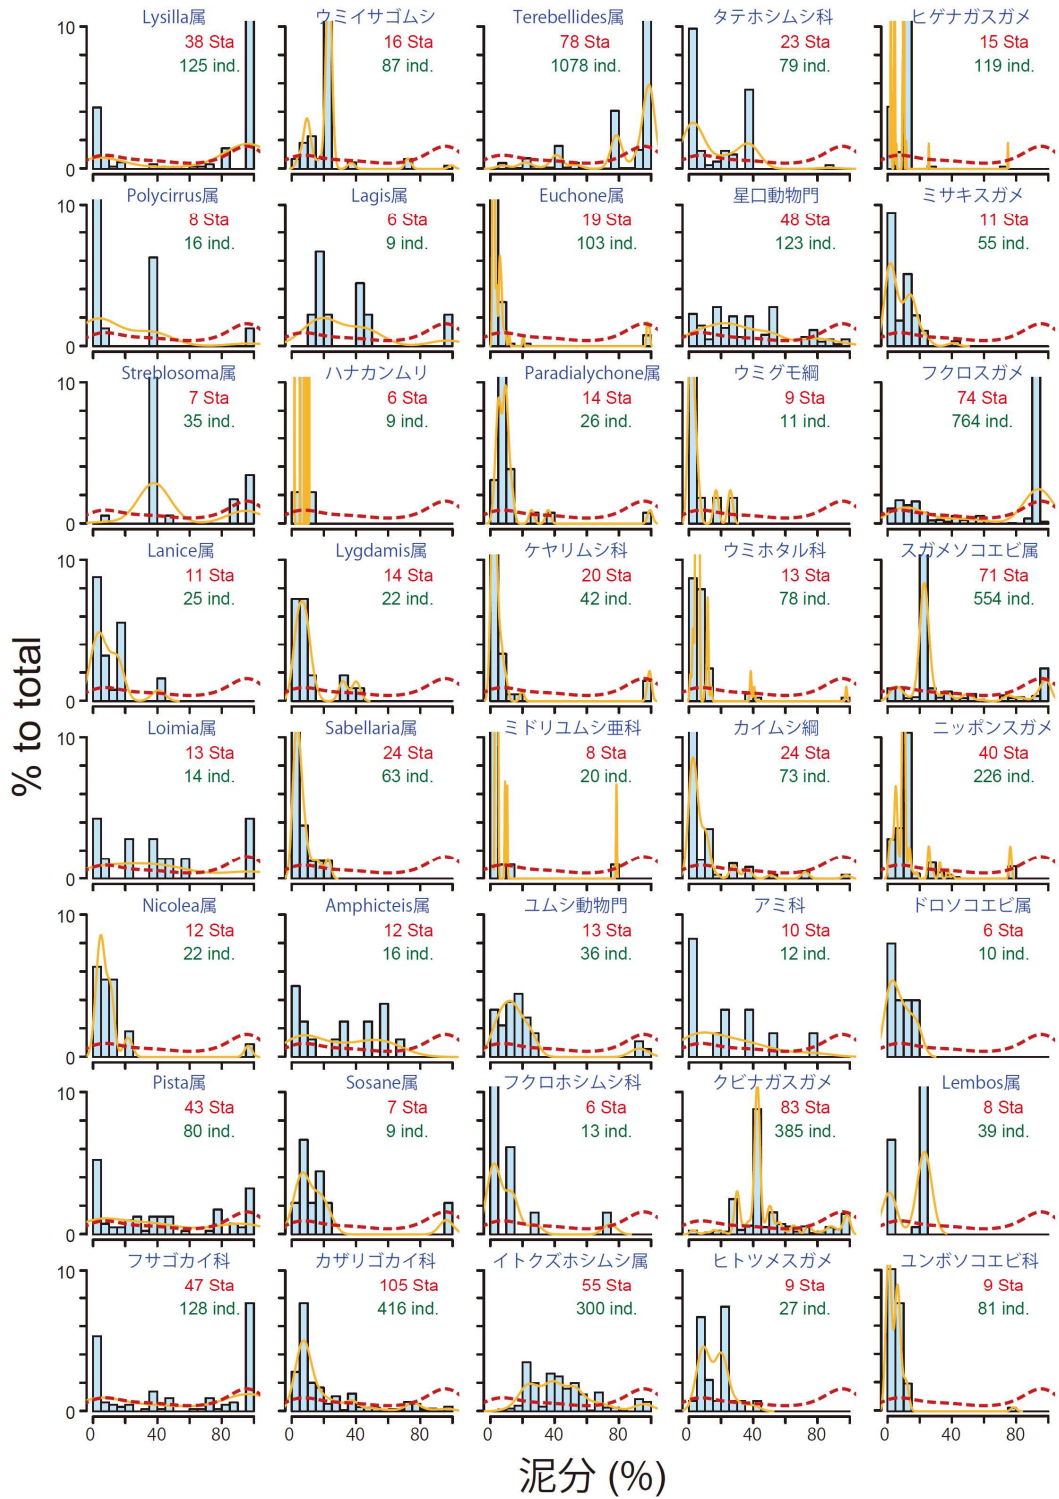 Lysilla属
38 Sta
125 ind.
ウミイサゴムシ
16 Sta
87 ind.
Terebellides属
78 Sta
1078 ind.
タテホシムシ科
23 Sta
79 ind.
ヒゲナガスガメ
15 Sta
119 ind.
10
0
Polycirrus属
8 Sta
16 ind.
Lagis属
6 Sta
9 ind.
Euchone属
19 Sta
103 ind.
星口動物門
48 Sta
123 ind.
ミサキスガメ
11 Sta
55 ind.
10
0
Streblosoma属
7 Sta
35 ind.
ハナカンムリ
6 Sta
9 ind.
Paradialychone属
14 Sta
26 ind.
ウミグモ綱
9 Sta
11 ind.
フクロスガメ
74 Sta
764 ind.
10
0
Lanice属
11 Sta
25 ind.
Lygdamis属
14 Sta
22 ind.
ケヤリムシ科
20 Sta
42 ind.
ウミホタル科
13 Sta
78 ind.
スガメソコエビ属
71 Sta
554 ind.
10
0
% to total
Loimia属
13 Sta
14 ind.
Sabellaria属
24 Sta
63 ind.
ミドリユムシ亜科
8 Sta
20 ind.
カイムシ綱
24 Sta
73 ind.
ニッポンスガメ
40 Sta
226 ind.
10
0
Nicolea属
12 Sta
22 ind.
Amphicteis属
12 Sta
16 ind.
ユムシ動物門
13 Sta
36 ind.
アミ科
10 Sta
12 ind.
ドロソコエビ属
6 Sta
10 ind.
10
0
Pista属
43 Sta
80 ind.
Sosane属
7 Sta
9 ind.
フクロホシムシ科
6 Sta
13 ind.
クビナガスガメ
83 Sta
385 ind.
Lembos属
8 Sta
39 ind.
10
0
フサゴカイ科
47 Sta
128 ind.
カザリゴカイ科
105 Sta
416 ind.
イトクズホシムシ属
55 Sta
300 ind.
ヒトツメスガメ
9 Sta
27 ind.
ユンボソコエビ科
9 Sta
81 ind.
10
0
0 40 80 0 40 80 0 40 80 0 40 80 0 40 80
泥分 (%)